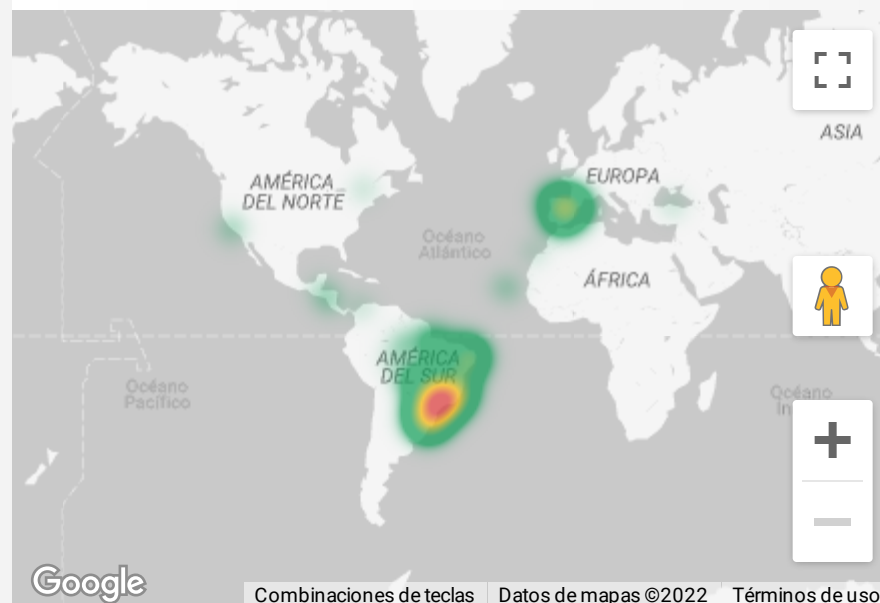 ASIA
EUROPA
AMÉRICA
DEL NORTE
Océano
Atlántico
ÁFRICA
AMÉRICA
DEL SUR
Océano
Pacífico
Océano
Google
Combinaciones de teclas
Datos de mapas ©2022
Términos de uso